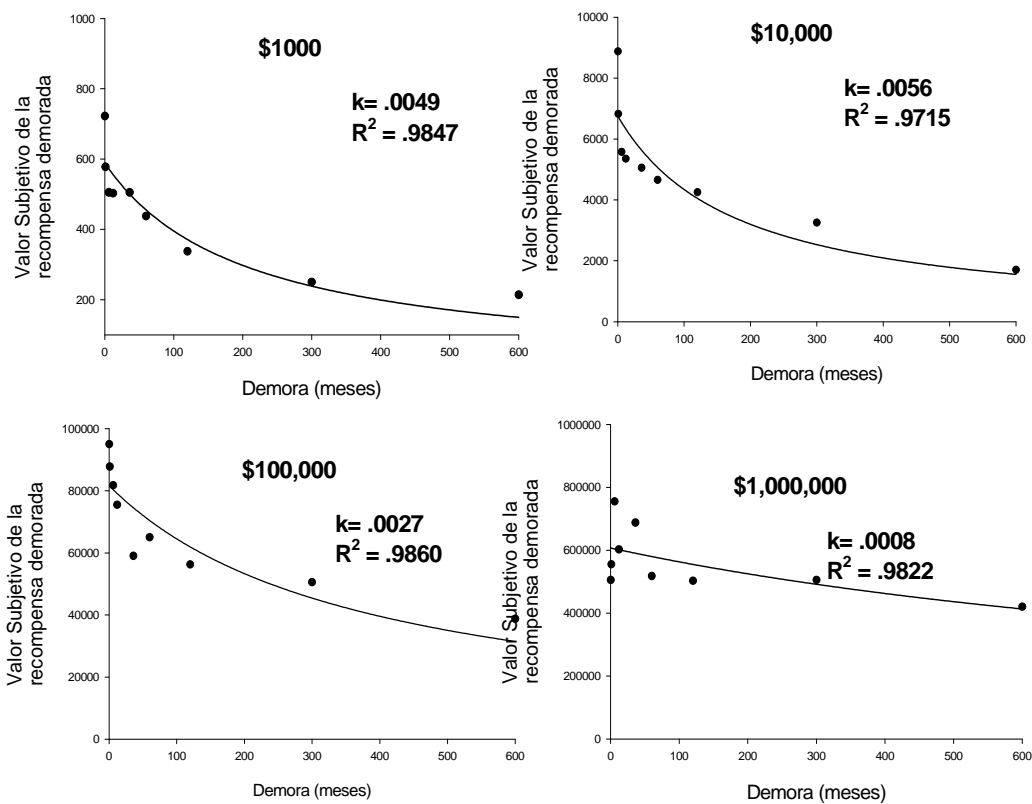 $1000
k= .0049
R² = .9847
Valor Subjetivo de la
recompensa demorada
1000
800
600
400
200
0
100
200
300
400
500
600
Demora (meses)
$10,000
k= .0056
R² = .9715
Valor Subjetivo de la
recompensa demorada
10000
8000
6000
4000
2000
0
0
100
200
300
400
500
600
Demora (meses)
$100,000
k= .0027
R² = .9860
Valor Subjetivo de la
recompensa demorada
100000
80000
60000
40000
20000
0
0
100
200
300
400
500
600
Demora (meses)
$1,000,000
k= .0008
R² = .9822
Valor Subjetivo de la
recompensa demorada
1000000
800000
600000
400000
200000
0
0
100
200
300
400
500
600
Demora (meses)